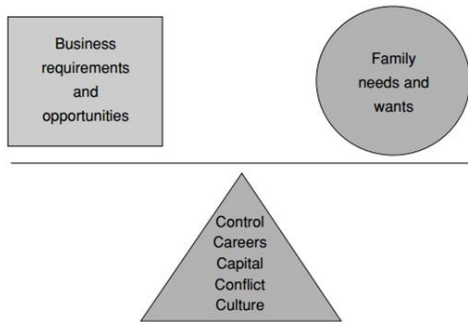 Business
requirements
and
opportunities
Family
needs and
wants
Control
Careers
Capital
Conflict
Culture